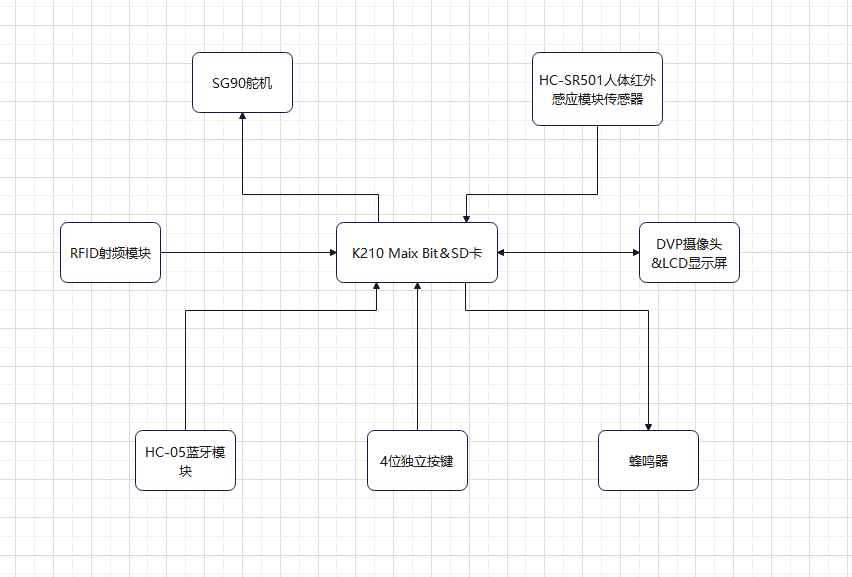 SG90舵机
HC-SR501人体红外
感应模块传感器
RFID射频模块
K210 Maix Bit&SD卡
DVP摄像头
&LCD显示屏
HC-05蓝牙模
块
4位独立按键
蜂鸣器